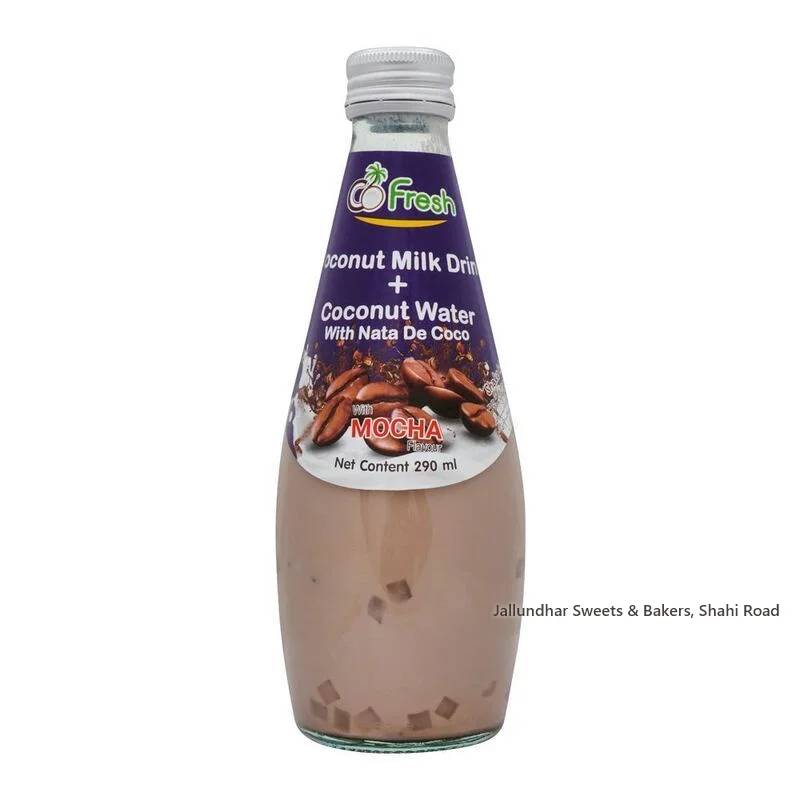 CoFresh
oconut Milk Drin
+
Coconut Water
With Nata De Coco
With
MOCHA
Flavour
Net Content 290 ml
Jallundhar Sweets & Bakers, Shahi Road